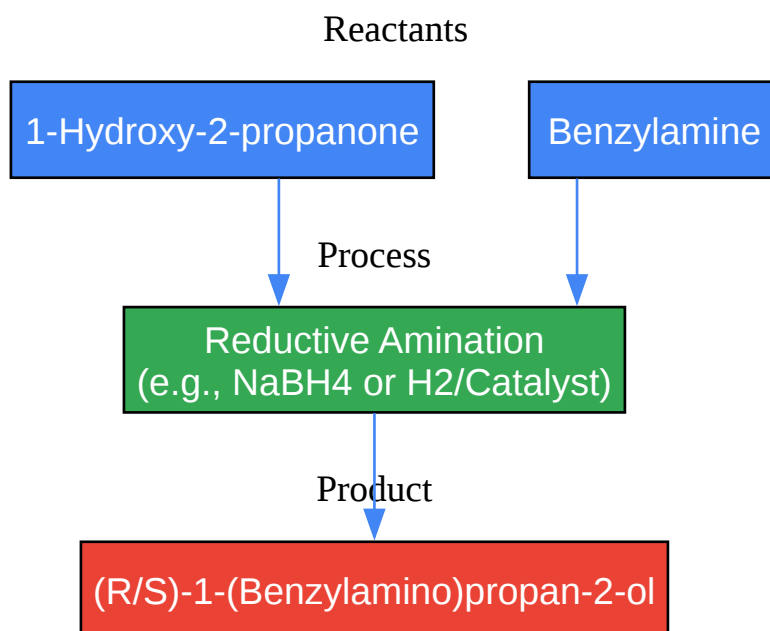 Reactants
1-Hydroxy-2-propanone
Benzylamine
Process
Reductive Amination
(e.g., NaBH4 or H2/Catalyst)
Product
(R/S)-1-(Benzylamino)propan-2-ol